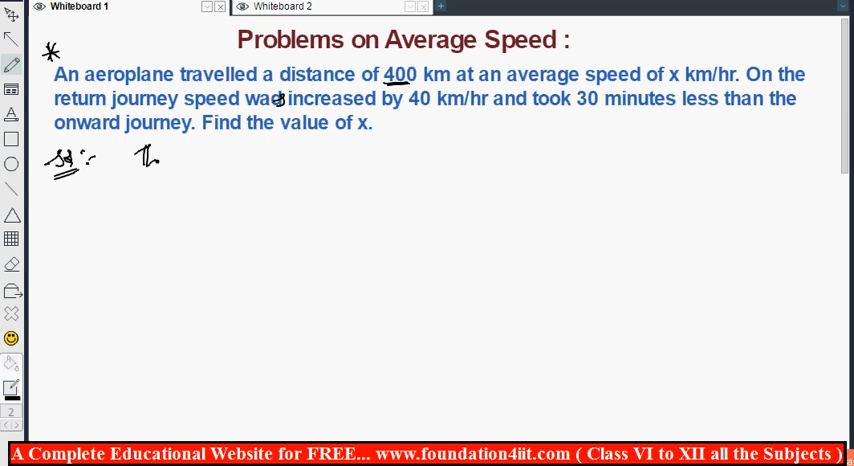 Whiteboard 1
Whiteboard 2
Problems on Average Speed :
*
An aeroplane travelled a distance of 400 km at an average speed of x km/hr. On the
return journey speed was increased by 40 km/hr and took 30 minutes less than the
onward journey. Find the value of x.
2
A Complete Educational Website for FREE... www.foundation4iit.com ( Class VI to XII all the Subjects )